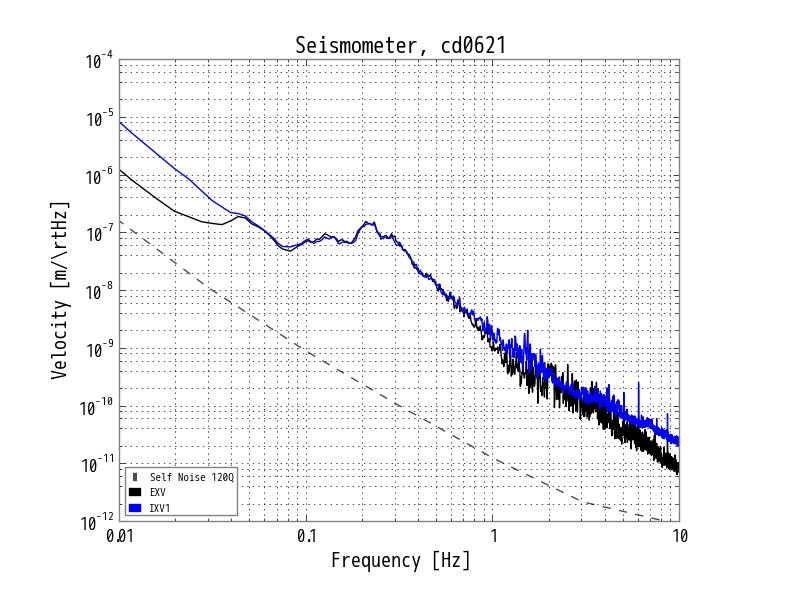 Seismometer, cd0621
Velocity [m/\rtHz]
10^-4
10^-5
10^-6
10^-7
10^-8
10^-9
10^-10
10^-11
10^-12
Self Noise 120Q
EXV
IXV1
0.01 0.1 1 10
Frequency [Hz]